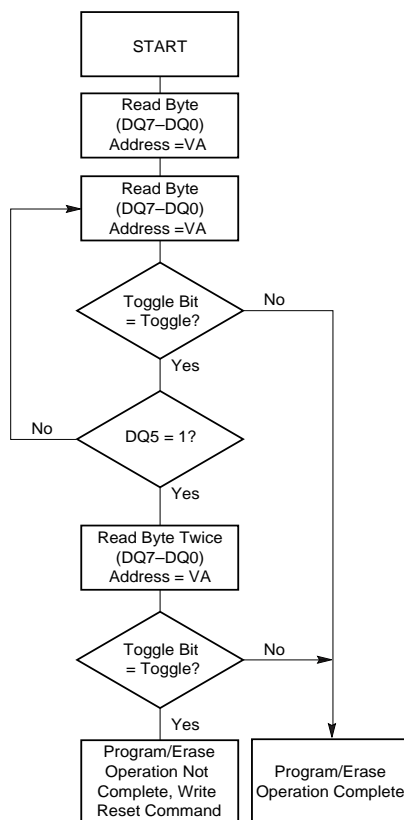 START
Read Byte
(DQ7–DQ0)
Address =VA
Read Byte
(DQ7–DQ0)
Address =VA
Toggle Bit
= Toggle?
No
Yes
No
DQ5 = 1?
Yes
Read Byte Twice
(DQ7–DQ0)
Address = VA
Toggle Bit
= Toggle?
No
Yes
Program/Erase
Operation Not
Complete, Write
Reset Command
Program/Erase
Operation Complete